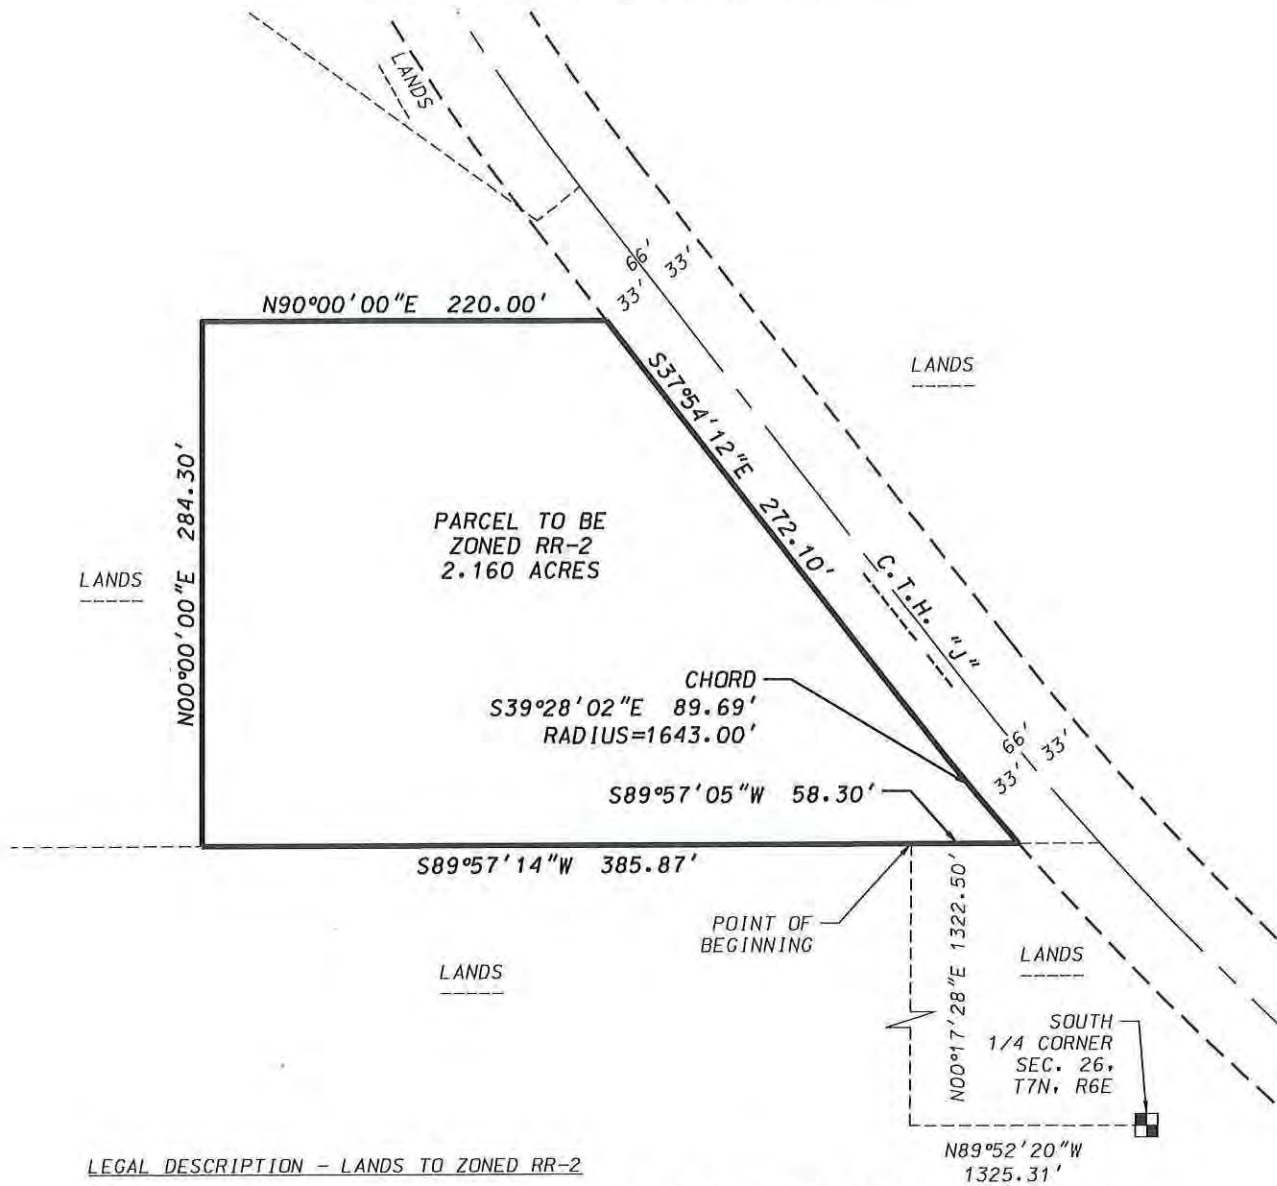 LANDS
66'
33'
33'
N90°00'00"E 220.00'
LANDS
S37°54'12"E 272.10'
N00°00'00"E 284.30'
PARCEL TO BE
ZONED RR-2
2.160 ACRES
LANDS
C.T.H. "J"
CHORD
S39°28'02"E 89.69'
RADIUS=1643.00'
66'
33'
33'
S89°57'05"W 58.30'
S89°57'14"W 385.87'
POINT OF
BEGINNING
N00°17'28"E 1322.50'
LANDS
LANDS
SOUTH
1/4 CORNER
SEC. 26,
T7N, R6E
N89°52'20"W
1325.31'
LEGAL DESCRIPTION - LANDS TO ZONED RR-2